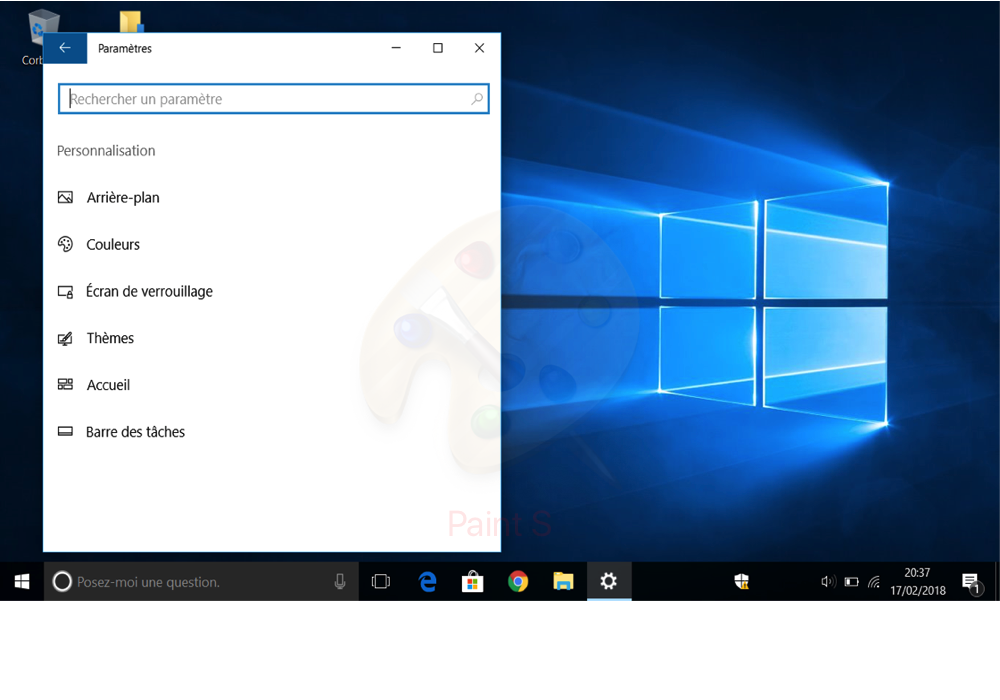 Paramètres
Rechercher un paramètre
Personnalisation
Arrière-plan
Couleurs
Écran de verrouillage
Thèmes
Accueil
Barre des tâches
Paint S
Posez-moi une question.
20:37
17/02/2018
1